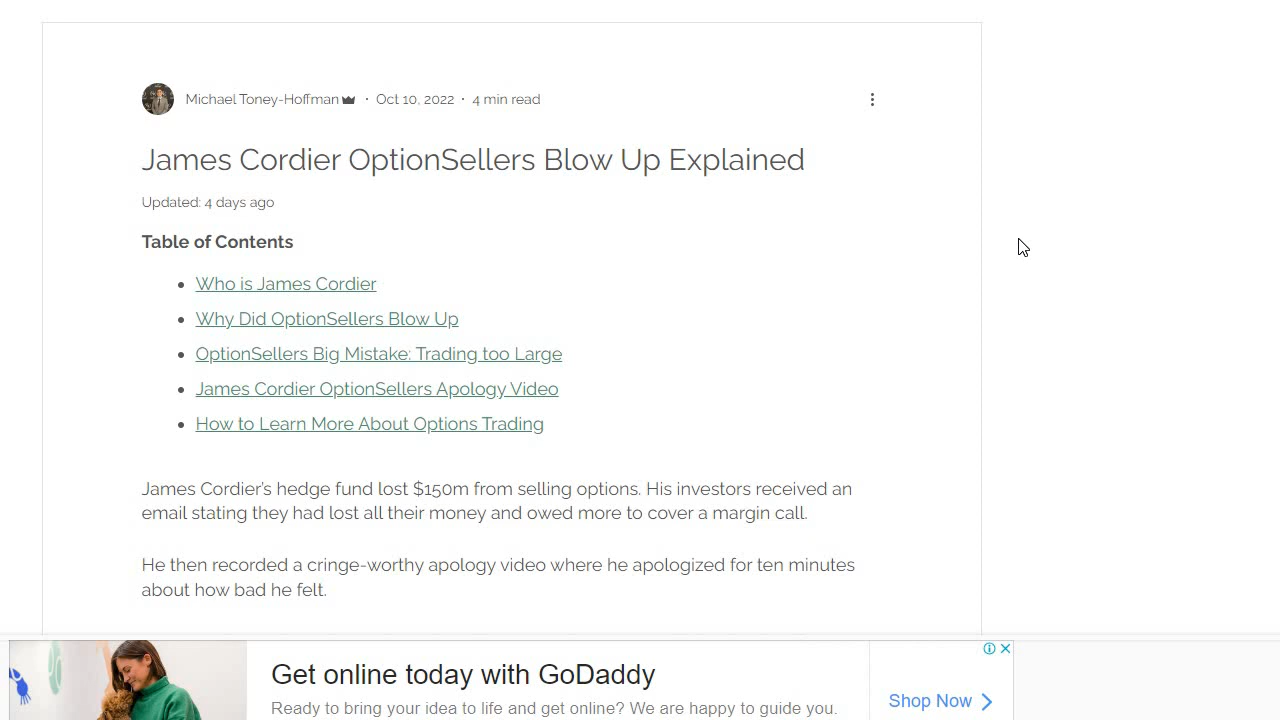 Michael Toney-Hoffman · Oct 10, 2022 · 4 min read
James Cordier OptionSellers Blow Up Explained
Updated: 4 days ago
Table of Contents
• Who is James Cordier
• Why Did OptionSellers Blow Up
• OptionSellers Big Mistake: Trading too Large
• James Cordier OptionSellers Apology Video
• How to Learn More About Options Trading
James Cordier’s hedge fund lost $150m from selling options. His investors received an
email stating they had lost all their money and owed more to cover a margin call.
He then recorded a cringe-worthy apology video where he apologized for ten minutes
about how bad he felt.
Get online today with GoDaddy
Ready to bring your idea to life and get online? We are happy to guide you.
Shop Now